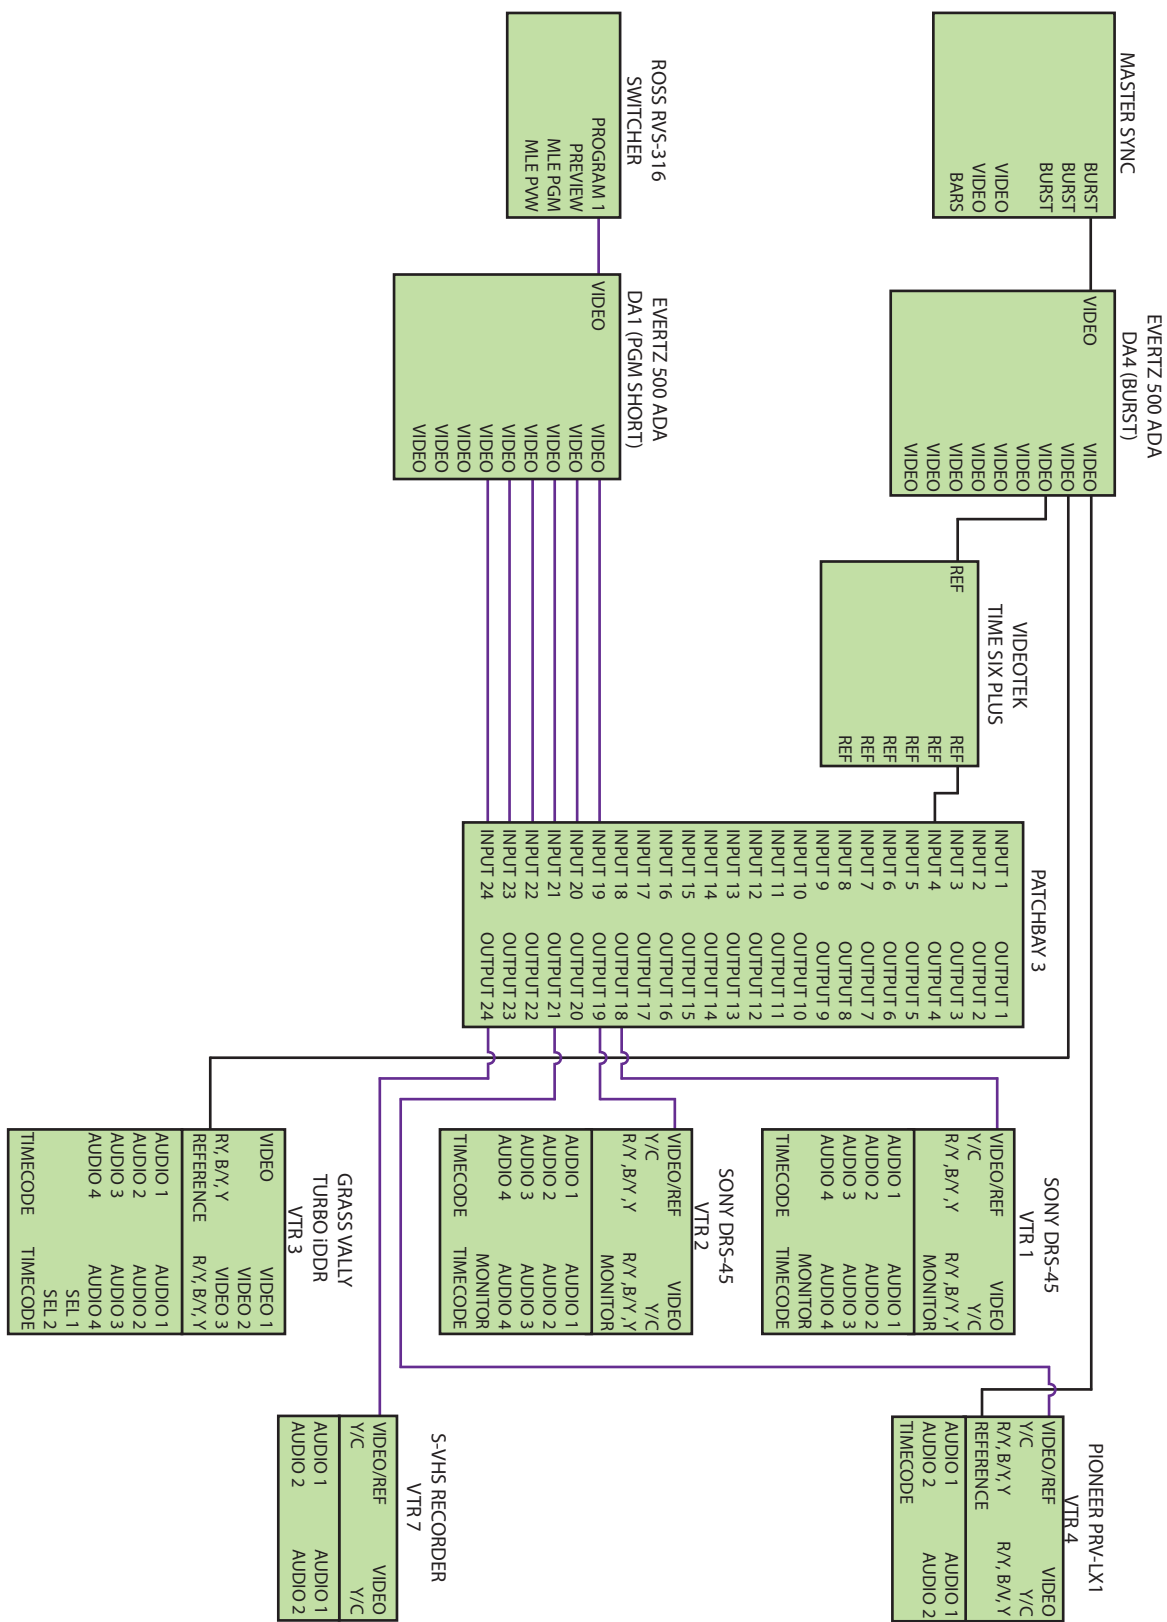 MASTER SYNC
BURST
BURST
BURST
VIDEO
VIDEO
BARS
EVERTZ 500 ADA
DA4 (BURST)
VIDEO
VIDEO
VIDEO
VIDEO
VIDEO
VIDEO
VIDEO
VIDEO
VIDEO
VIDEO
VIDEOTEK
TIME SIX PLUS
REF
REF
REF
REF
REF
REF
REF
ROSS RVS-316
SWITCHER
PROGRAM 1
PREVIEW
MLE PGM
MLE PVW
EVERTZ 500 ADA
DA1 (PGM SHORT)
VIDEO
VIDEO
VIDEO
VIDEO
VIDEO
VIDEO
VIDEO
VIDEO
VIDEO
VIDEO
PATCHBAY 3
INPUT 1 OUTPUT 1
INPUT 2 OUTPUT 2
INPUT 3 OUTPUT 3
INPUT 4 OUTPUT 4
INPUT 5 OUTPUT 5
INPUT 6 OUTPUT 6
INPUT 7 OUTPUT 7
INPUT 8 OUTPUT 8
INPUT 9 OUTPUT 9
INPUT 10 OUTPUT 10
INPUT 11 OUTPUT 11
INPUT 12 OUTPUT 12
INPUT 13 OUTPUT 13
INPUT 14 OUTPUT 14
INPUT 15 OUTPUT 15
INPUT 16 OUTPUT 16
INPUT 17 OUTPUT 17
INPUT 18 OUTPUT 18
INPUT 19 OUTPUT 19
INPUT 20 OUTPUT 20
INPUT 21 OUTPUT 21
INPUT 22 OUTPUT 22
INPUT 23 OUTPUT 23
INPUT 24 OUTPUT 24
SONY DRS-45
VTR 1
VIDEO/REF VIDEO
Y/C Y/C
R/Y ,B/Y ,Y R/Y ,B/Y, Y
MONITOR
AUDIO 1 AUDIO 1
AUDIO 2 AUDIO 2
AUDIO 3 AUDIO 3
AUDIO 4 AUDIO 4
MONITOR
TIMECODE TIMECODE
SONY DRS-45
VTR 2
VIDEO/REF VIDEO
Y/C Y/C
R/Y ,B/Y ,Y R/Y ,B/Y, Y
MONITOR
AUDIO 1 AUDIO 1
AUDIO 2 AUDIO 2
AUDIO 3 AUDIO 3
AUDIO 4 AUDIO 4
MONITOR
TIMECODE TIMECODE
GRASS VALLY
TURBO iDDR
VTR 3
VIDEO VIDEO 1
VIDEO 2
RY, B/Y, Y VIDEO 3
REFERENCE R/Y, B/Y, Y
AUDIO 1 AUDIO 1
AUDIO 2 AUDIO 2
AUDIO 3 AUDIO 3
AUDIO 4 AUDIO 4
SEL 1
SEL 2
TIMECODE TIMECODE
PIONEER PRV-LX1
VTR 4
VIDEO/REF VIDEO
Y/C Y/C
R/Y, B/Y, Y R/Y, B/V, Y
REFERENCE
AUDIO 1 AUDIO 1
AUDIO 2 AUDIO 2
TIMECODE
S-VHS RECORDER
VTR 7
VIDEO/REF VIDEO
Y/C Y/C
AUDIO 1 AUDIO 1
AUDIO 2 AUDIO 2